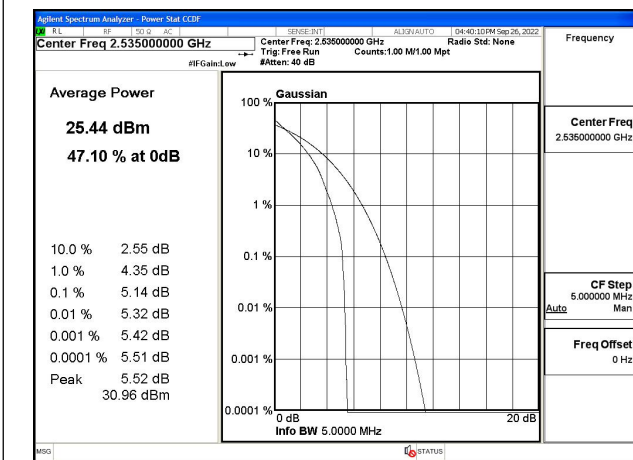 Agilent Spectrum Analyzer - Power Stat CCDF
RL RF 50 Ω AC SENSE:INT ALIGN AUTO 04:40:10 PM Sep 26, 2022
Center Freq 2.535000000 GHz
Center Freq: 2.535000000 GHz Radio Std: None
Trig: Free Run Counts:1.00 M/1.00 Mpt
#IFGain:Low #Atten: 40 dB
Frequency
Average Power
25.44 dBm
47.10 % at 0dB
10.0 % 2.55 dB
1.0 % 4.35 dB
0.1 % 5.14 dB
0.01 % 5.32 dB
0.001 % 5.42 dB
0.0001 % 5.51 dB
Peak 5.52 dB
30.96 dBm
Gaussian
100 %
10 %
1 %
0.1 %
0.01 %
0.001 %
0.0001 %
0 dB 20 dB
Info BW 5.0000 MHz
Center Freq
2.535000000 GHz
CF Step
5.000000 MHz
Auto Man
Freq Offset
0 Hz
MSG STATUS